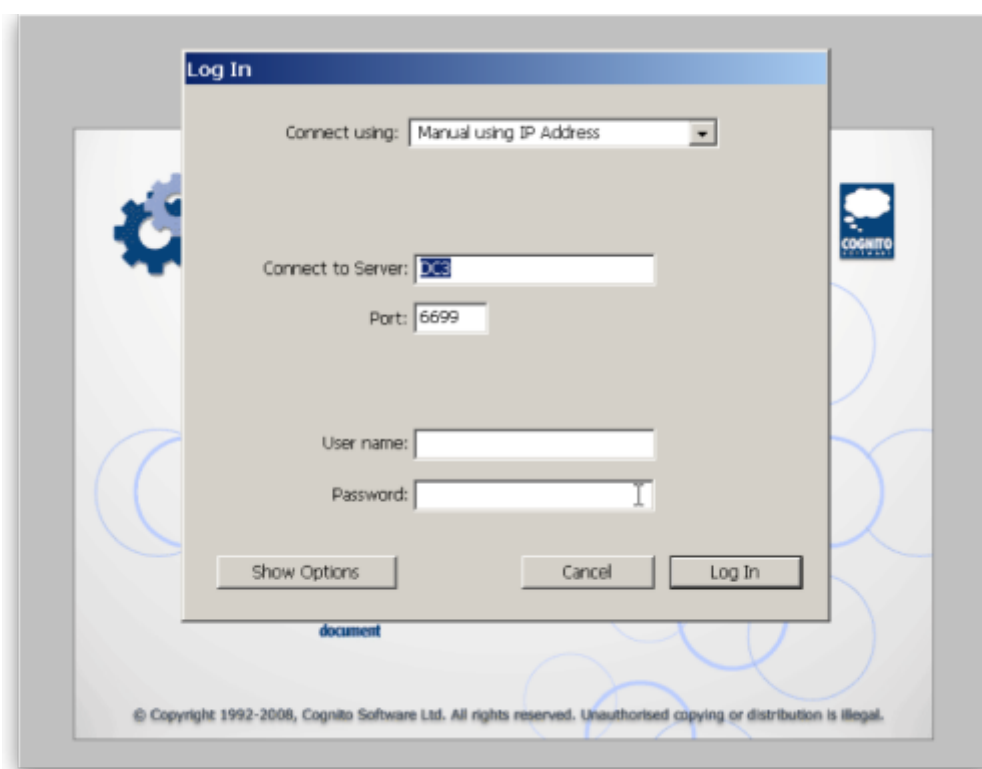 Log In
Connect using: Manual using IP Address
COGNITO
SOFTWARE
Connect to Server: DC3
Port: 6699
User name:
Password:
Show Options Cancel Log In
document
© Copyright 1992-2008, Cognito Software Ltd. All rights reserved. Unauthorised copying or distribution is illegal.